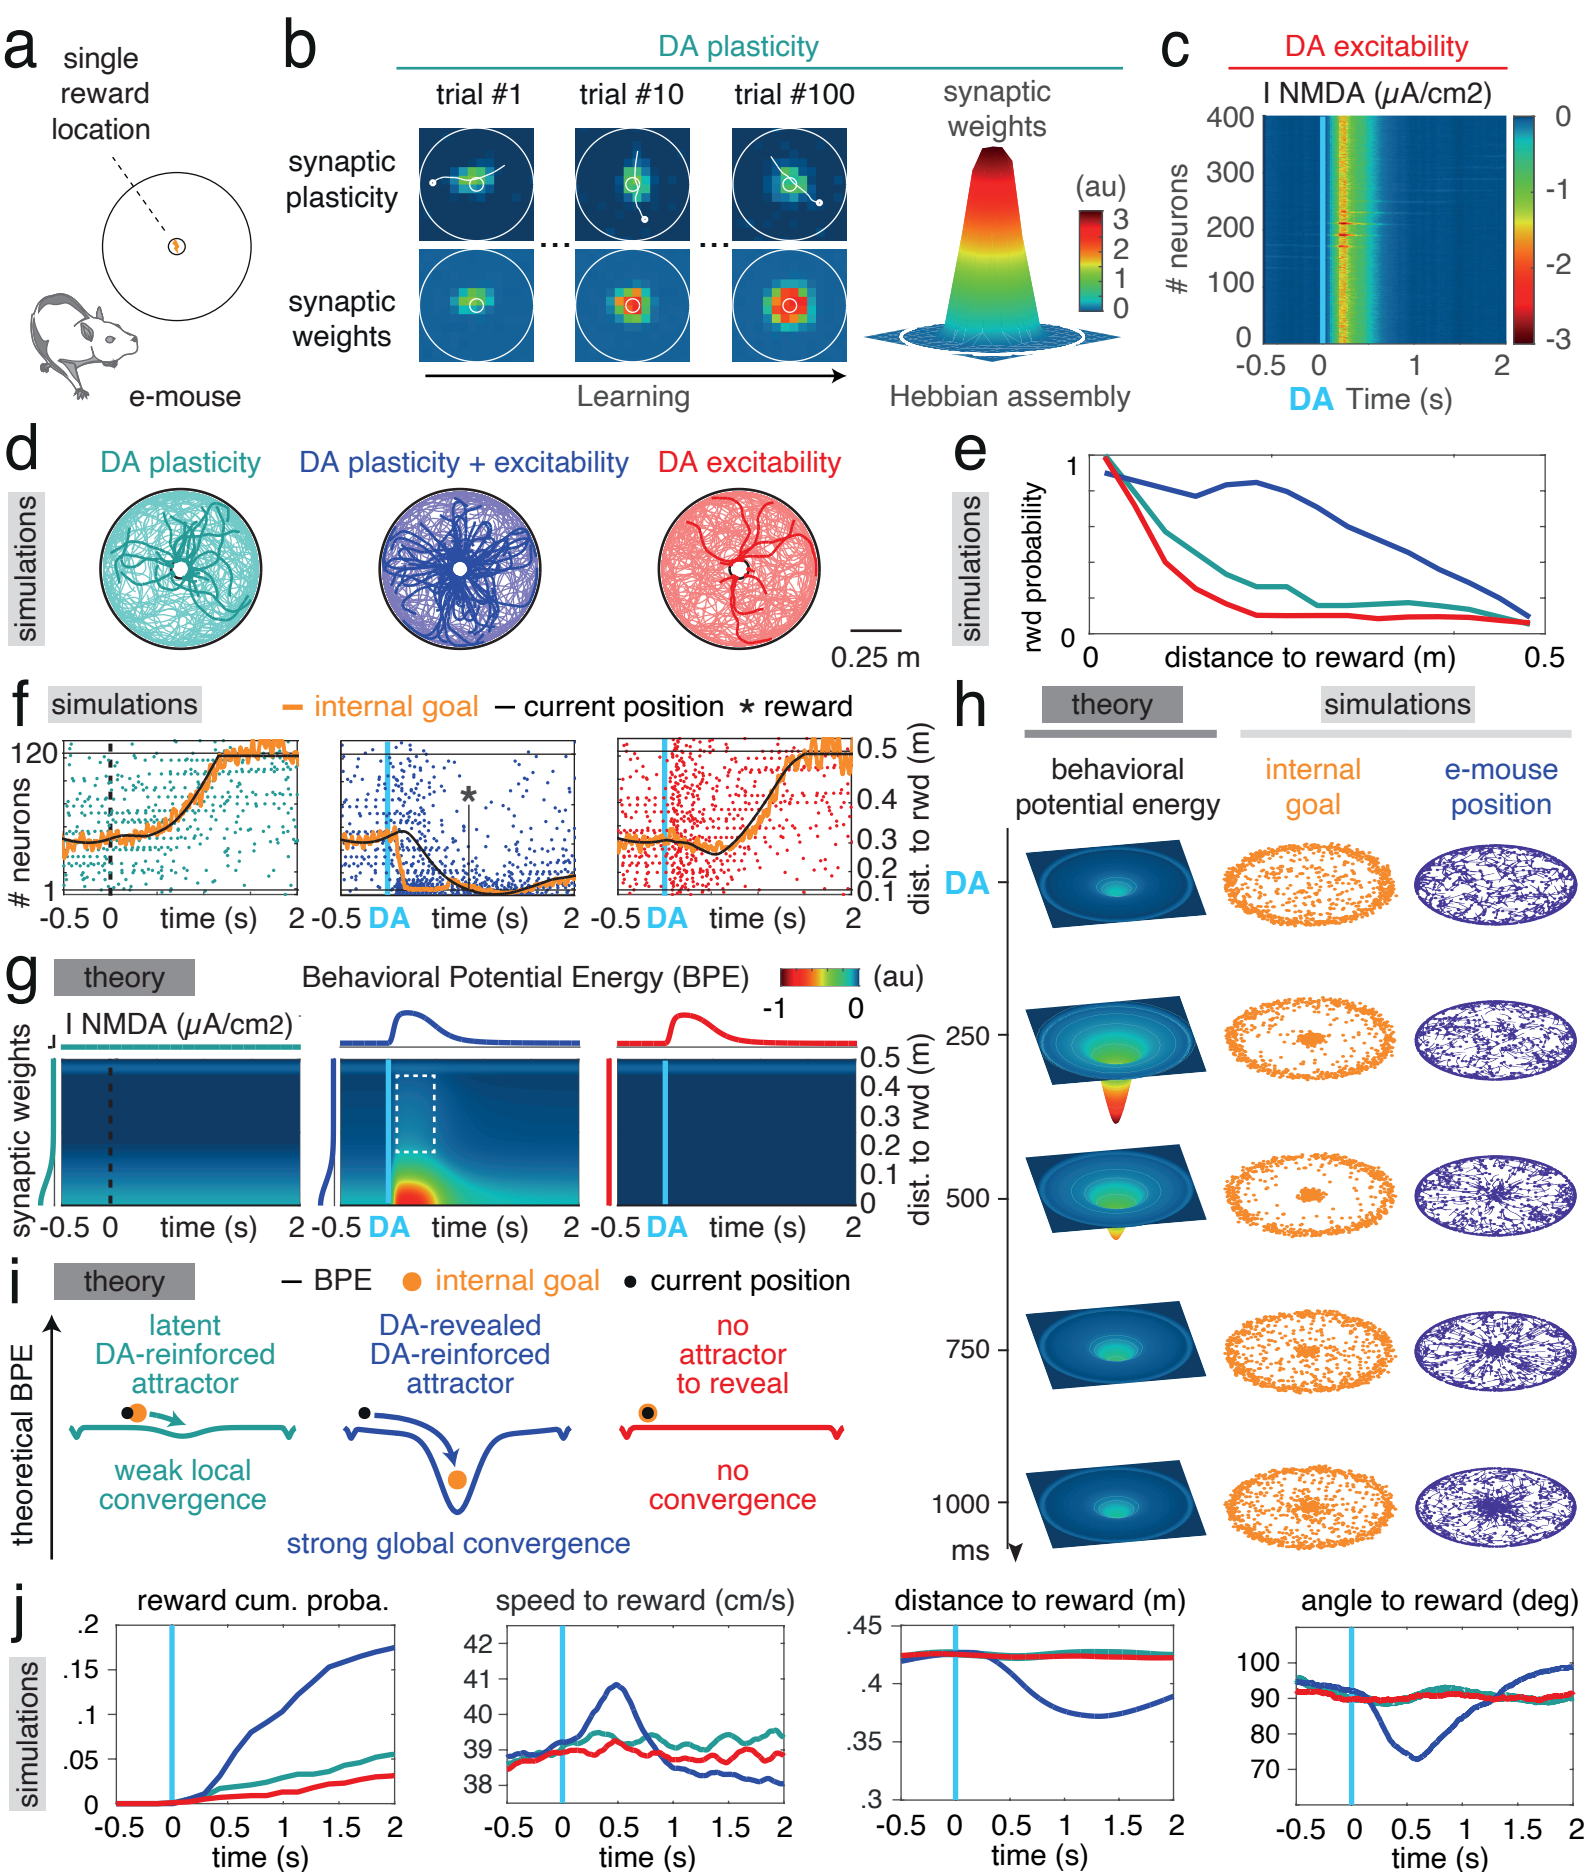 a
single
reward
location
e-mouse
b
DA plasticity
trial #1
trial #10
trial #100
synaptic
plasticity
...
...
synaptic
weights
Learning
synaptic
weights
(au)
3
2
1
0
Hebbian assembly
c
DA excitability
I NMDA (µA/cm2)
# neurons
400
300
200
100
0
-0.5
0
1
2
DA Time (s)
0
-1
-2
-3
d
simulations
DA plasticity
DA plasticity + excitability
DA excitability
0.25 m
e
simulations
rwd probability
1
0
0
distance to reward (m)
0.5
f
simulations
internal goal
current position
* reward
# neurons
120
1
-0.5 0 time (s) 2
*
-0.5 DA time (s) 2
-0.5 DA time (s) 2
0.5
0.4
0.3
0.2
0.1
dist. to rwd (m)
g
theory
Behavioral Potential Energy (BPE)
-1
0
(au)
I NMDA (µA/cm2)
synaptic weights
-0.5 0 time (s) 2
-0.5 DA time (s) 2
-0.5 DA time (s) 2
0.5
0.4
0.3
0.2
0.1
0
dist. to rwd (m)
h
theory
simulations
behavioral
potential energy
internal
goal
e-mouse
position
DA
250
500
750
1000
ms
i
theory
BPE
internal goal
current position
theoretical BPE
latent
DA-reinforced
attractor
weak local
convergence
DA-revealed
DA-reinforced
attractor
strong global convergence
no
attractor
to reveal
no
convergence
j
simulations
reward cum. proba.
.2
.15
.1
.05
0
-0.5 0 0.5 1 1.5 2
time (s)
speed to reward (cm/s)
42
41
40
39
38
-0.5 0 0.5 1.0 1.5 2
time (s)
distance to reward (m)
.45
.4
.35
.3
-0.5 0 0.5 1 1.5 2
time (s)
angle to reward (deg)
100
90
80
70
-0.5 0 0.5 1 1.5 2
time (s)